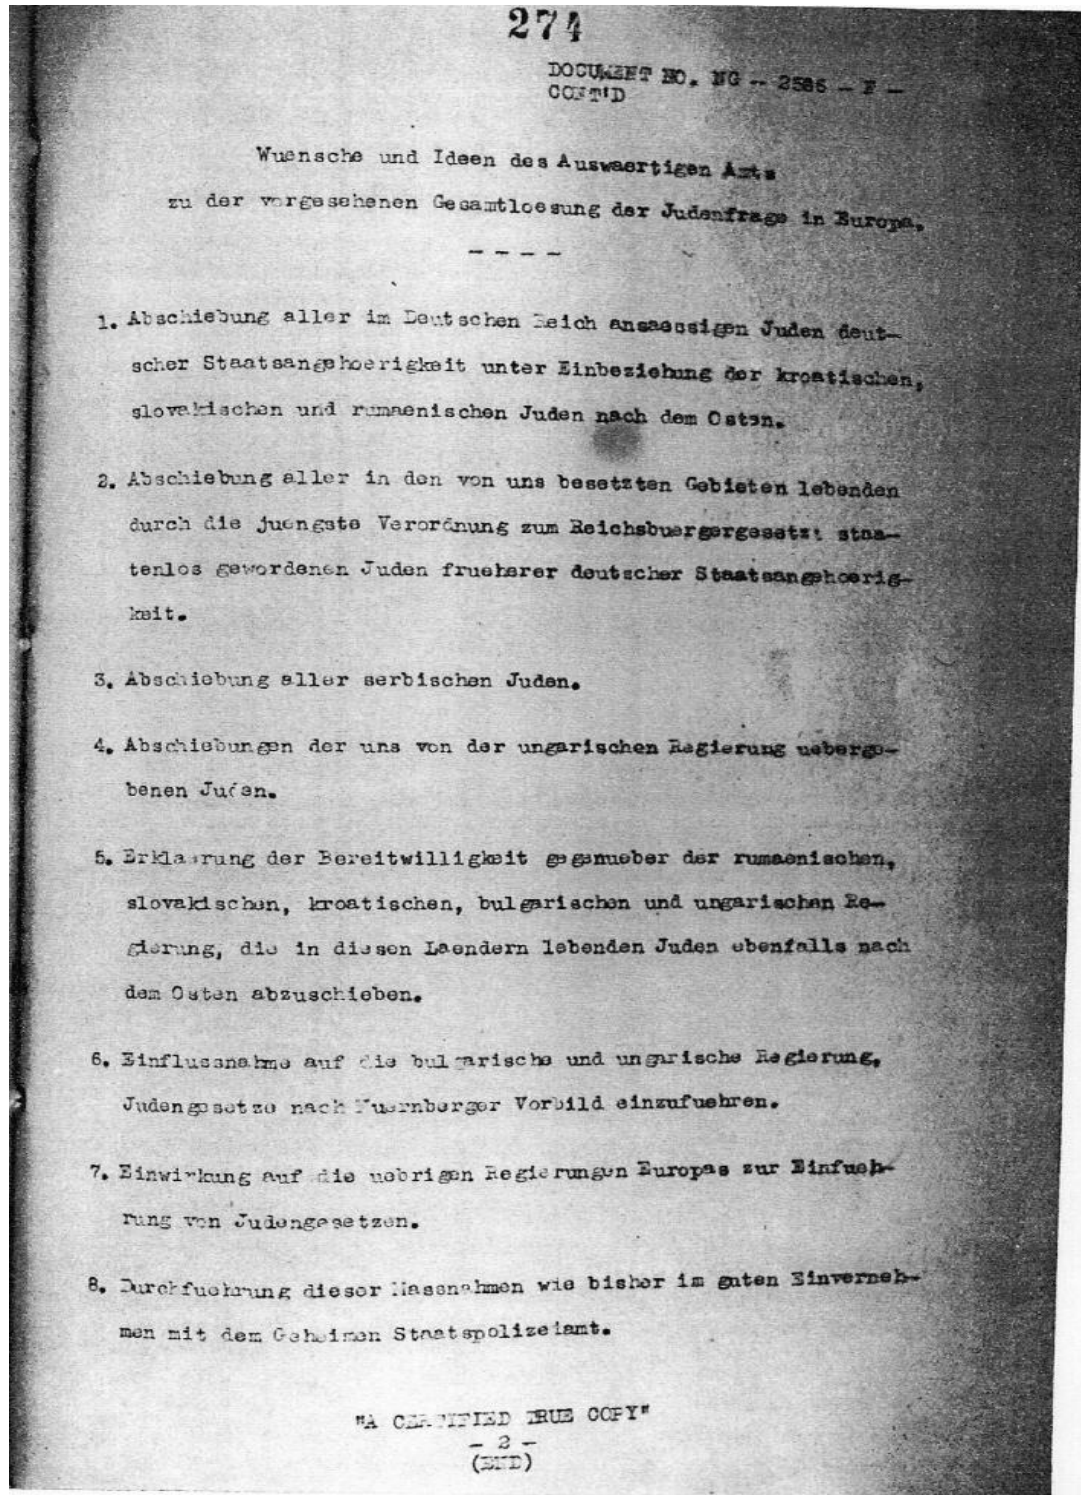 274
DOCUMENT NO. NG -- 2586 - F -
CONT'D
Wuensche und Ideen des Auswaertigen Amts
zu der vorgesehenen Gesamtloesung der Judenfrage in Europa.
- - - -
1. Abschiebung aller im Deutschen Reich ansaessigen Juden deut-
scher Staatsangehoerigkeit unter Einbeziehung der kroatischen,
slovakischen und rumaenischen Juden nach dem Osten.
2. Abschiebung aller in den von uns besetzten Gebieten lebenden
durch die juengste Verordnung zum Reichsbuergergesetzt staa-
tenlos gewordenen Juden frueherer deutscher Staatsangehoerig-
keit.
3. Abschiebung aller serbischen Juden.
4. Abschiebungen der uns von der ungarischen Regierung ueberge-
benen Juden.
5. Erklaerung der Bereitwilligkeit gegenueber der rumaenischen,
slovakischen, kroatischen, bulgarischen und ungarischen Re-
gierung, die in diesen Laendern lebenden Juden ebenfalls nach
dem Osten abzuschieben.
6. Einflussnahme auf die bulgarische und ungarische Regierung,
Judengesetze nach Nuernberger Vorbild einzufuehren.
7. Einwirkung auf die uebrigen Regierungen Europas zur Einfueh-
rung von Judengesetzen.
8. Durchfuehrung dieser Massnahmen wie bisher im guten Einverneh-
men mit dem Geheimen Staatspolizeiamt.
"A CERTIFIED TRUE COPY"
- 2 -
(END)